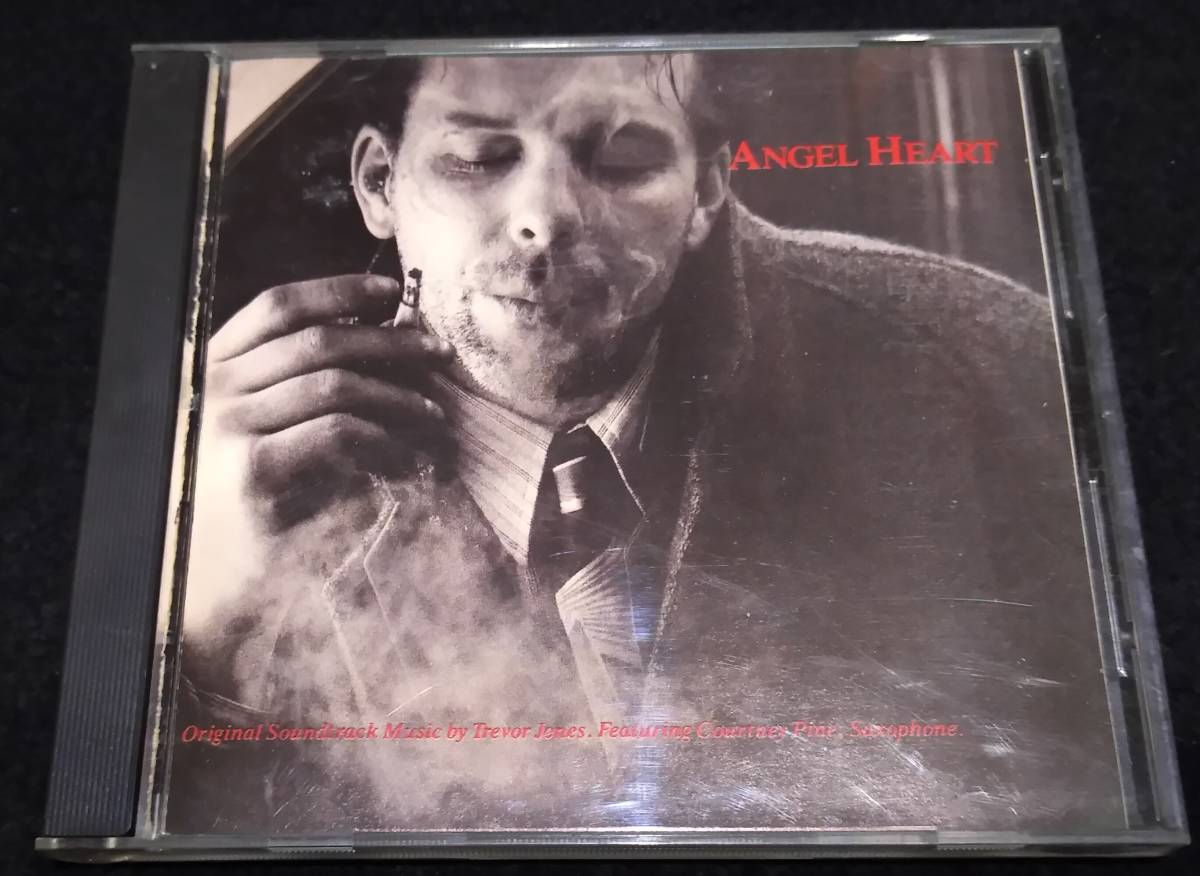 ANGEL HEART
Original Soundtrack Music by Trevor Jones. Featuring Courtney Pine, Saxophone.